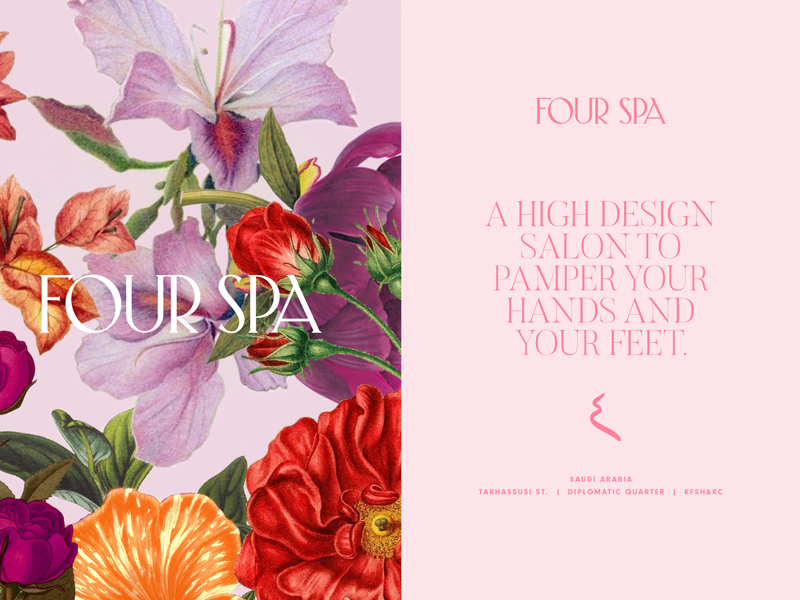 FOUR SPA
FOUR SPA
A HIGH DESIGN
SALON TO
PAMPER YOUR
HANDS AND
YOUR FEET.
٤
SAUDI ARABIA
TAKHASSUSI ST. | DIPLOMATIC QUARTER | KFSH&RC